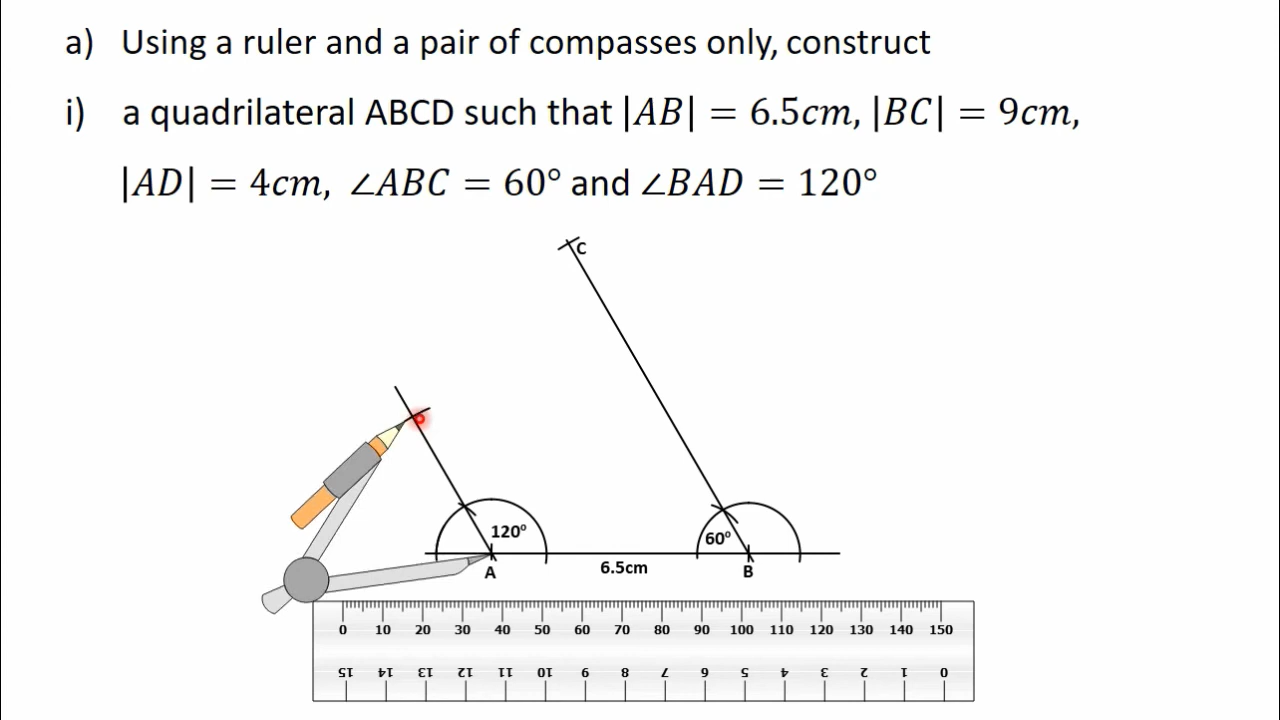 a) Using a ruler and a pair of compasses only, construct
i) a quadrilateral ABCD such that |AB| = 6.5cm, |BC| = 9cm,
|AD| = 4cm, ∠ABC = 60° and ∠BAD = 120°
C
120°
60°
A
6.5cm
B
0 10 20 30 40 50 60 70 80 90 100 110 120 130 140 150
15 14 13 12 11 10 9 8 7 6 5 4 3 2 1 0